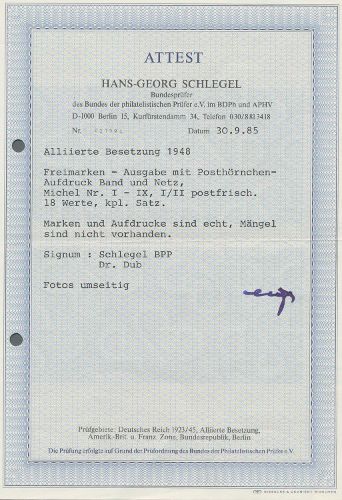 ATTEST
HANS-GEORG SCHLEGEL
Bundesprüfer
des Bundes der philatelistischen Prüfer e.V. im BDPh und APHV
D-1000 Berlin 15, Kurfürstendamm 34, Telefon 030/8813418
Nr. Datum 30.9.85
Alliierte Besetzung 1948
Freimarken - Ausgabe mit Posthörnchen-
Aufdruck Band und Netz,
Michel Nr. I - IX, I/II postfrisch.
18 Werte, kpl. Satz.
Marken und Aufdrucke sind echt, Mängel
sind nicht vorhanden.
Signum : Schlegel BPP
Dr. Dub
Fotos umseitig
Prüfgebiete: Deutsches Reich 1923/45, Alliierte Besetzung,
Amerik.-Brit. u. Franz. Zone, Bundesrepublik, Berlin
Die Prüfung erfolgte auf Grund der Prüfordnung des Bundes der Philatelistischen Prüfer e.V.